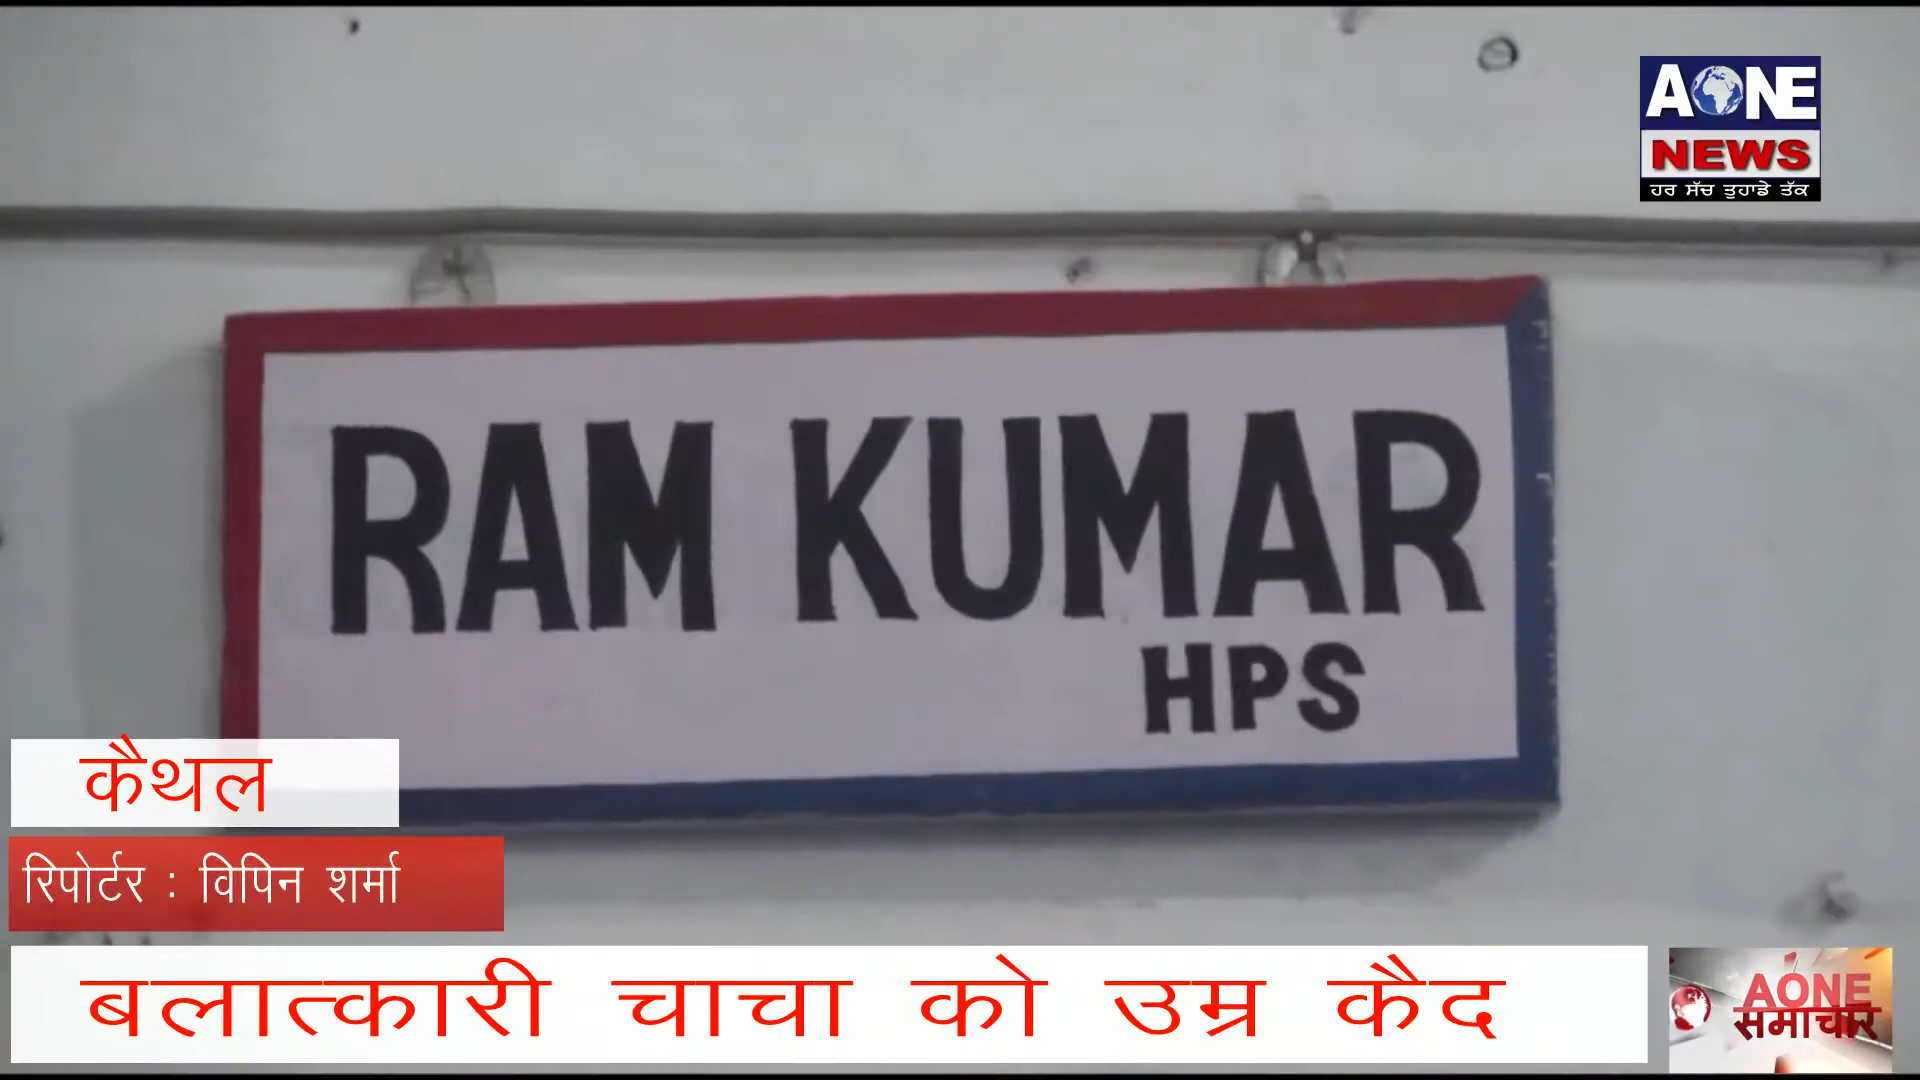 AONE
NEWS
ਹਰ ਸੱਚ ਤੁਹਾਡੇ ਤੱਕ
RAM KUMAR
HPS
कैथल
रिपोर्टर : विपिन शर्मा
बलात्कारी चाचा को उम्र कैद
AONE
समाचार